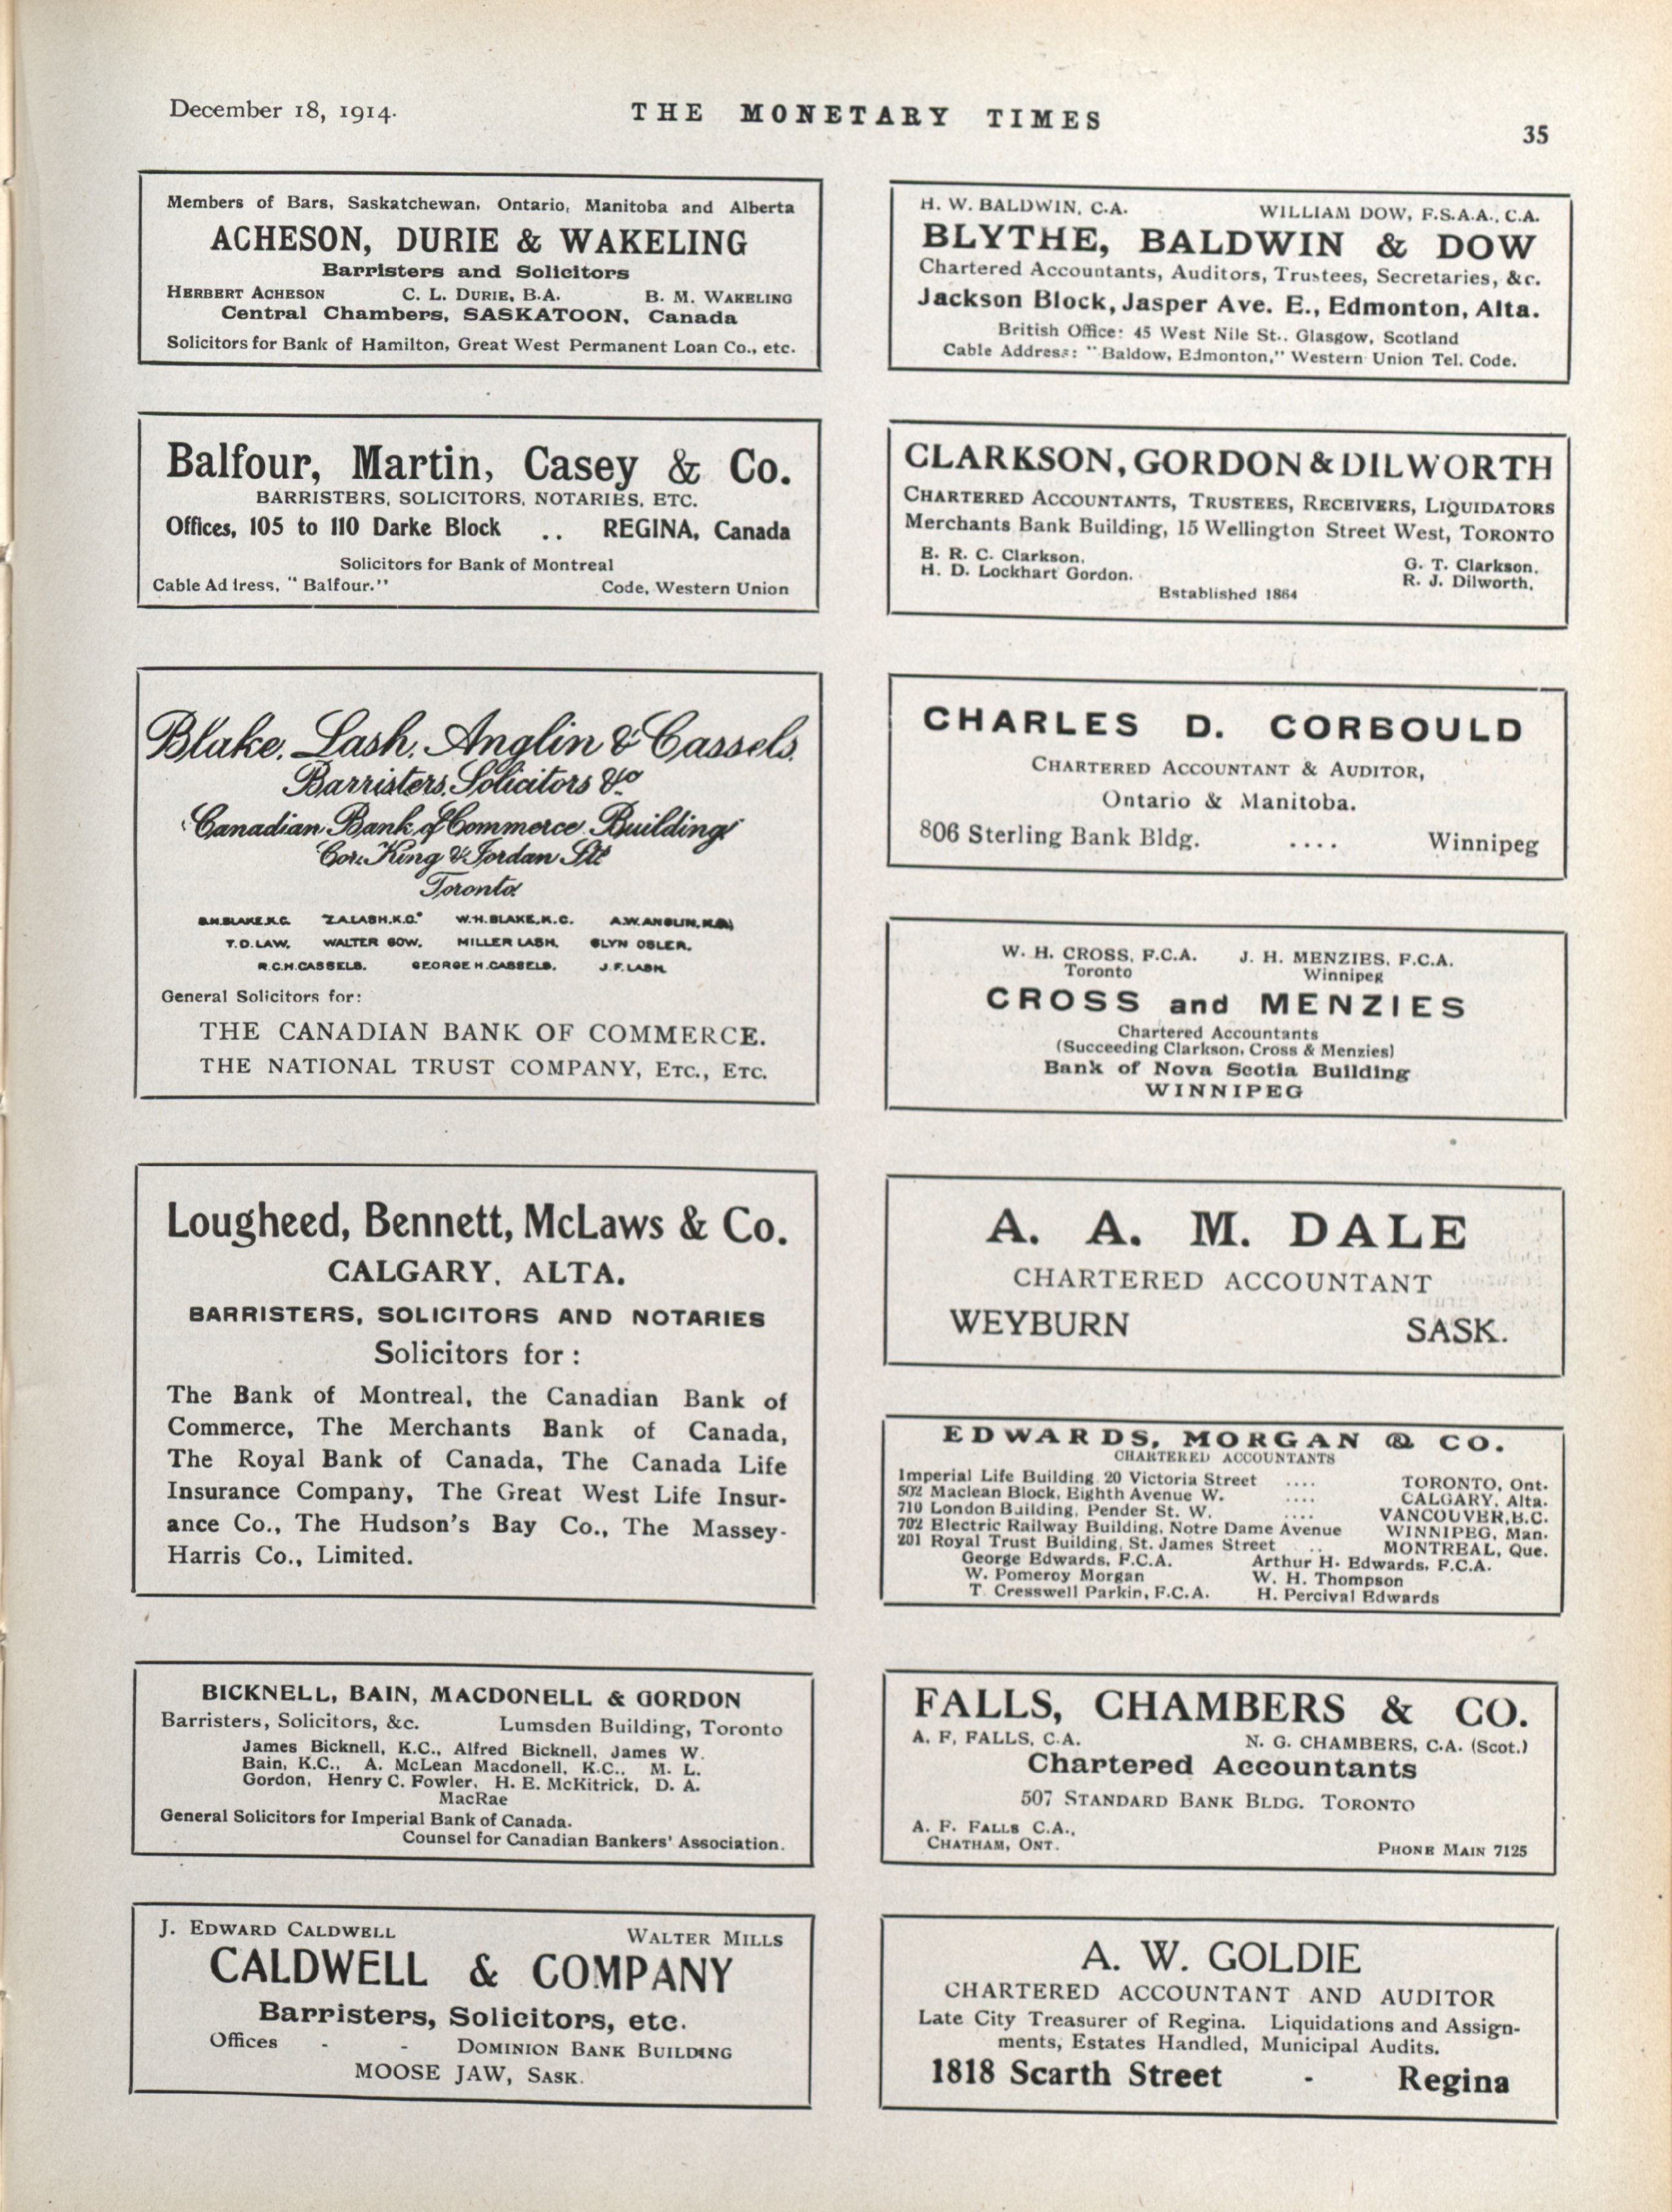 December 18, 1914.
THE MONETARY TIMES
35
Members of Bars, Saskatchewan, Ontario, Manitoba and Alberta
ACHESON, DURIE & WAKELING
Barristers and Solicitors
HERBERT ACHESON C. L. DURIE, B.A. B. M. WAKELING
Central Chambers, SASKATOON, Canada
Solicitors for Bank of Hamilton, Great West Permanent Loan Co., etc.
Balfour, Martin, Casey & Co.
BARRISTERS, SOLICITORS, NOTARIES, ETC.
Offices, 105 to 110 Darke Block .. REGINA, Canada
Solicitors for Bank of Montreal
Cable Ad lress, "Balfour." Code, Western Union
Blake, Lash, Anglin & Cassels
Barristers, Solicitors &c
Canadian Bank of Commerce Building
Cor. King & Jordan Sts
Toronto
S.H.BLAKE,K.C. Z.A.LASH,K.C. W.H.BLAKE,K.C. A.W.ANGLIN,K.C.
T.D.LAW, WALTER GOW, MILLER LASH, GLYN OSLER,
R.C.H.CASSELS, GEORGE H.CASSELS, J.F.LASH,
General Solicitors for:
THE CANADIAN BANK OF COMMERCE.
THE NATIONAL TRUST COMPANY, ETC., ETC.
Lougheed, Bennett, McLaws & Co.
CALGARY, ALTA.
BARRISTERS, SOLICITORS AND NOTARIES
Solicitors for :
The Bank of Montreal, the Canadian Bank of
Commerce, The Merchants Bank of Canada,
The Royal Bank of Canada, The Canada Life
Insurance Company, The Great West Life Insur-
ance Co., The Hudson's Bay Co., The Massey-
Harris Co., Limited.
BICKNELL, BAIN, MACDONELL & GORDON
Barristers, Solicitors, &c. Lumsden Building, Toronto
James Bicknell, K.C., Alfred Bicknell, James W.
Bain, K.C., A. McLean Macdonell, K.C., M. L.
Gordon, Henry C. Fowler, H. E. McKitrick, D. A.
MacRae
General Solicitors for Imperial Bank of Canada.
Counsel for Canadian Bankers' Association.
J. EDWARD CALDWELL WALTER MILLS
CALDWELL & COMPANY
Barristers, Solicitors, etc.
Offices - - DOMINION BANK BUILDING
MOOSE JAW, SASK.
H. W. BALDWIN, C.A. WILLIAM DOW, F.S.A.A., C.A.
BLYTHE, BALDWIN & DOW
Chartered Accountants, Auditors, Trustees, Secretaries, &c.
Jackson Block, Jasper Ave. E., Edmonton, Alta.
British Office: 45 West Nile St., Glasgow, Scotland
Cable Address: "Baldow, Edmonton," Western Union Tel. Code.
CLARKSON, GORDON & DILWORTH
CHARTERED ACCOUNTANTS, TRUSTEES, RECEIVERS, LIQUIDATORS
Merchants Bank Building, 15 Wellington Street West, TORONTO
E. R. C. Clarkson, G. T. Clarkson,
H. D. Lockhart Gordon. R. J. Dilworth,
Established 1864
CHARLES D. CORBOULD
CHARTERED ACCOUNTANT & AUDITOR,
Ontario & Manitoba.
806 Sterling Bank Bldg. .... Winnipeg
W. H. CROSS, F.C.A. J. H. MENZIES, F.C.A.
Toronto Winnipeg
CROSS and MENZIES
Chartered Accountants
(Succeeding Clarkson, Cross & Menzies)
Bank of Nova Scotia Building
WINNIPEG
A. A. M. DALE
CHARTERED ACCOUNTANT
WEYBURN SASK.
EDWARDS, MORGAN & CO.
CHARTERED ACCOUNTANTS
Imperial Life Building, 20 Victoria Street .... TORONTO, Ont.
502 Maclean Block, Eighth Avenue W. .... CALGARY, Alta.
710 London Building, Pender St. W. .... VANCOUVER, B.C.
702 Electric Railway Building, Notre Dame Avenue WINNIPEG, Man.
201 Royal Trust Building, St. James Street .. MONTREAL, Que.
George Edwards, F.C.A. Arthur H. Edwards, F.C.A.
W. Pomeroy Morgan W. H. Thompson
T. Cresswell Parkin, F.C.A. H. Percival Edwards
FALLS, CHAMBERS & CO.
A. F. FALLS, C.A. N. G. CHAMBERS, C.A. (Scot.)
Chartered Accountants
507 STANDARD BANK BLDG. TORONTO
A. F. FALLS C.A.,
CHATHAM, ONT. PHONE MAIN 7125
A. W. GOLDIE
CHARTERED ACCOUNTANT AND AUDITOR
Late City Treasurer of Regina. Liquidations and Assign-
ments, Estates Handled, Municipal Audits.
1818 Scarth Street - Regina